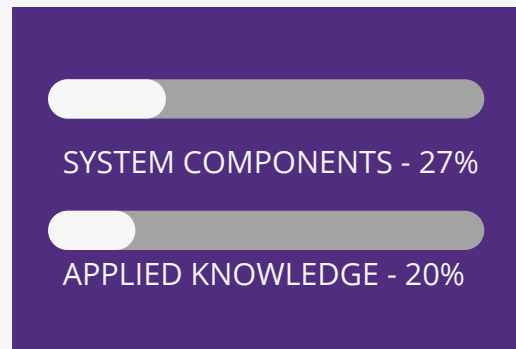 SYSTEM COMPONENTS - 27%
APPLIED KNOWLEDGE - 20%